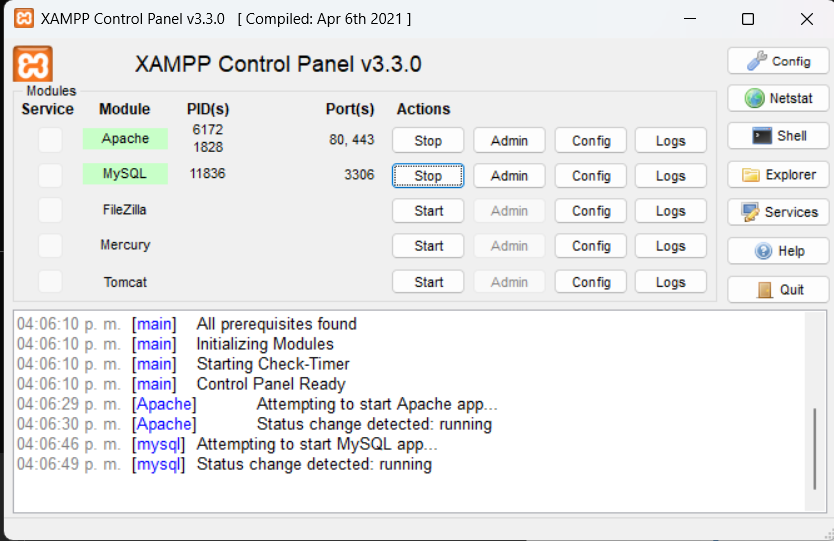 XAMPP Control Panel v3.3.0 [ Compiled: Apr 6th 2021 ]
XAMPP Control Panel v3.3.0
Config
Modules
Service Module PID(s) Port(s) Actions
Netstat
Apache 6172 1828 80, 443 Stop Admin Config Logs
Shell
MySQL 11836 3306 Stop Admin Config Logs
Explorer
FileZilla Start Admin Config Logs
Services
Mercury Start Admin Config Logs
Help
Tomcat Start Admin Config Logs
Quit
04:06:10 p. m. [main] All prerequisites found
04:06:10 p. m. [main] Initializing Modules
04:06:10 p. m. [main] Starting Check-Timer
04:06:10 p. m. [main] Control Panel Ready
04:06:29 p. m. [Apache] Attempting to start Apache app...
04:06:30 p. m. [Apache] Status change detected: running
04:06:46 p. m. [mysql] Attempting to start MySQL app...
04:06:49 p. m. [mysql] Status change detected: running